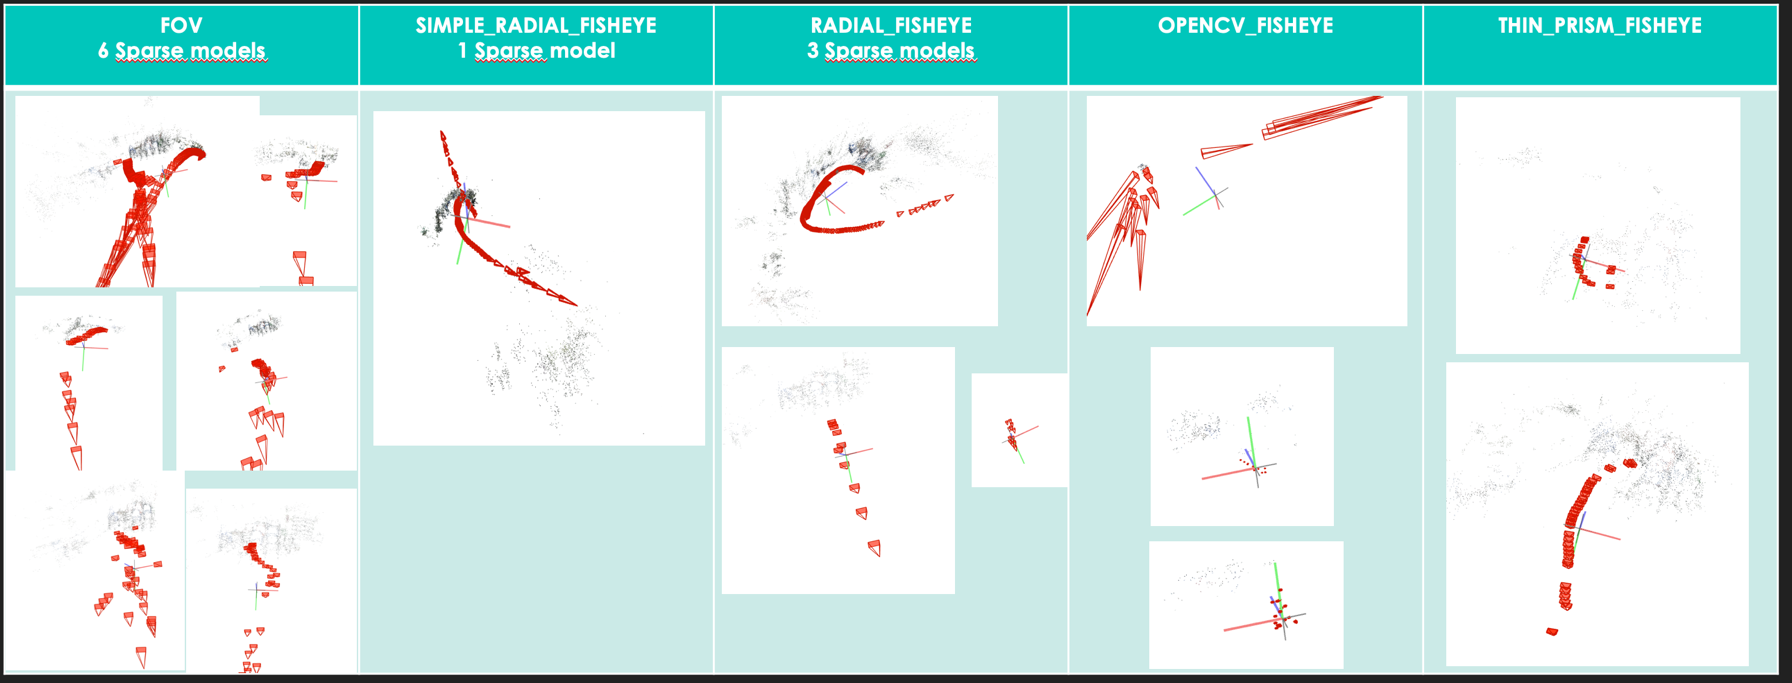 FOV
6 Sparse models
SIMPLE_RADIAL_FISHEYE
1 Sparse model
RADIAL_FISHEYE
3 Sparse models
OPENCV_FISHEYE
THIN_PRISM_FISHEYE